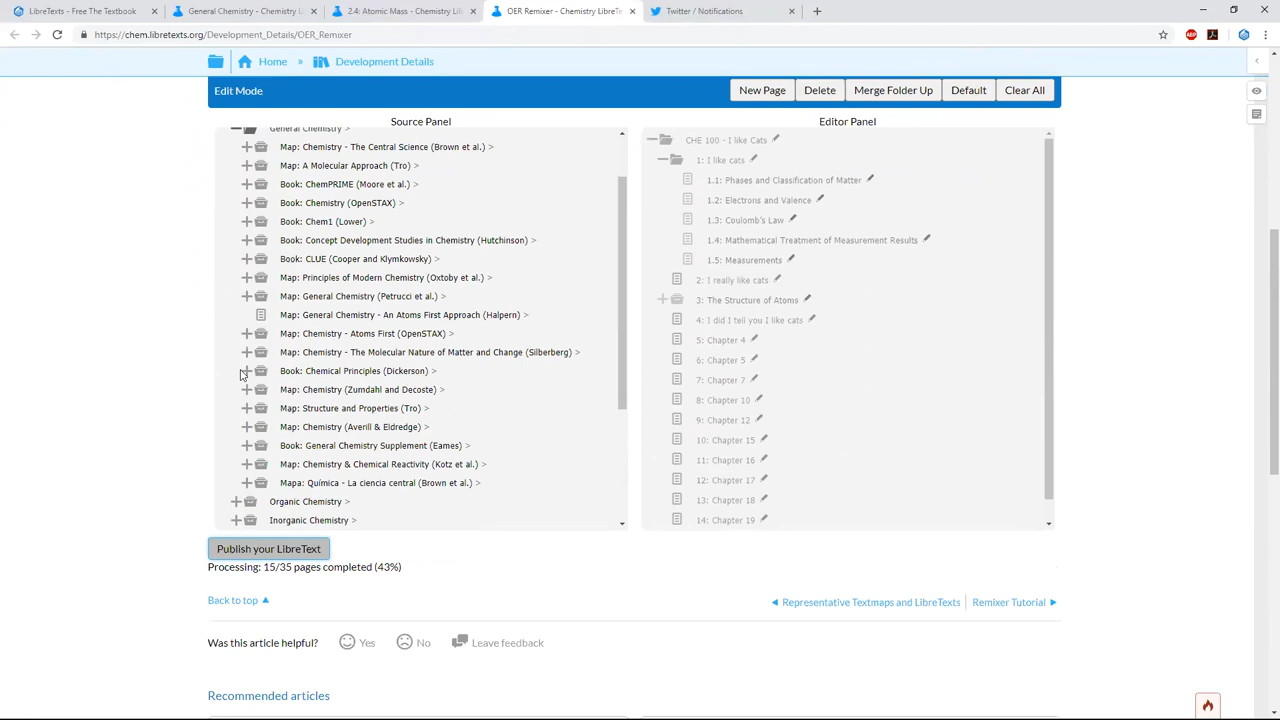 LibreTexts - Free The Textbook
General Chemistry - Chemistry L
2.4: Atomic Mass - Chemistry Lib
OER Remixer - Chemistry LibreTe
Twitter / Notifications
https://chem.libretexts.org/Development_Details/OER_Remixer
Home » Development Details
Edit Mode
New Page
Delete
Merge Folder Up
Default
Clear All
Source Panel
Editor Panel
General Chemistry >
Map: Chemistry - The Central Science (Brown et al.) >
Map: A Molecular Approach (Tro) >
Book: ChemPRIME (Moore et al.) >
Book: Chemistry (OpenSTAX) >
Book: Chem1 (Lower) >
Book: Concept Development Studies in Chemistry (Hutchinson) >
Book: CLUE (Cooper and Klymkowsky) >
Map: Principles of Modern Chemistry (Oxtoby et al.) >
Map: General Chemistry (Petrucci et al.) >
Map: General Chemistry - An Atoms First Approach (Halpern) >
Map: Chemistry - Atoms First (OpenSTAX) >
Map: Chemistry - The Molecular Nature of Matter and Change (Silberberg) >
Book: Chemical Principles (Dickerson) >
Map: Chemistry (Zumdahl and Decoste) >
Map: Structure and Properties (Tro) >
Map: Chemistry (Averill & Eldredge) >
Book: General Chemistry Supplement (Eames) >
Map: Chemistry & Chemical Reactivity (Kotz et al.) >
Mapa: Química - La ciencia central (Brown et al.) >
Organic Chemistry >
Inorganic Chemistry >
CHE 100 - I like Cats
1: I like cats
1.1: Phases and Classification of Matter
1.2: Electrons and Valence
1.3: Coulomb's Law
1.4: Mathematical Treatment of Measurement Results
1.5: Measurements
2: I really like cats
3: The Structure of Atoms
4: I did I tell you I like cats
5: Chapter 4
6: Chapter 5
7: Chapter 7
8: Chapter 10
9: Chapter 12
10: Chapter 15
11: Chapter 16
12: Chapter 17
13: Chapter 18
14: Chapter 19
Publish your LibreText
Processing: 15/35 pages completed (43%)
Back to top
Representative Textmaps and LibreTexts
Remixer Tutorial
Was this article helpful?
Yes
No
Leave feedback
Recommended articles